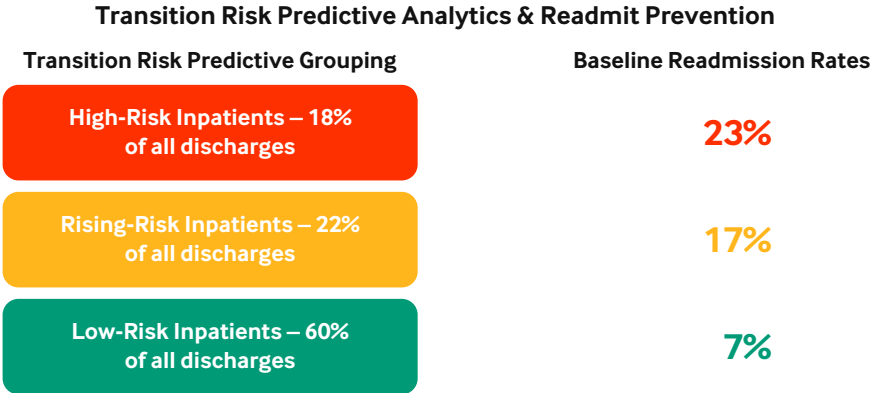 Transition Risk Predictive Analytics & Readmit Prevention
Transition Risk Predictive Grouping
Baseline Readmission Rates
High-Risk Inpatients – 18%
of all discharges
23%
Rising-Risk Inpatients – 22%
of all discharges
17%
Low-Risk Inpatients – 60%
of all discharges
7%